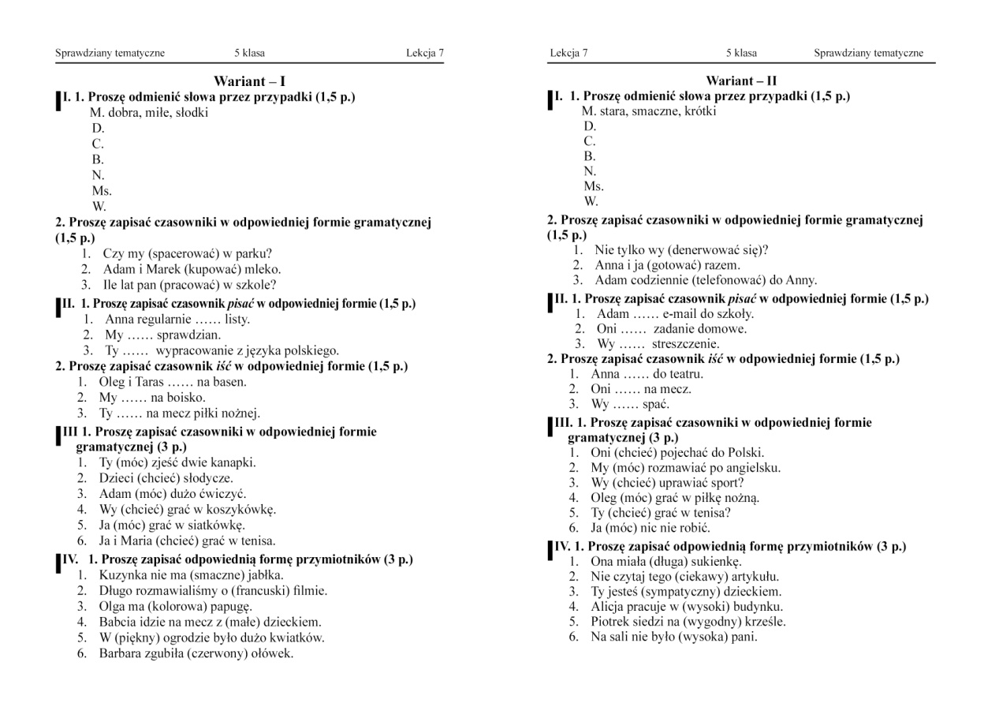 Sprawdziany tematyczne 5 klasa Lekcja 7
Wariant – I
I. 1. Proszę odmienić słowa przez przypadki (1,5 p.)
M. dobra, miłe, słodki
D.
C.
B.
N.
Ms.
W.
2. Proszę zapisać czasowniki w odpowiedniej formie gramatycznej
(1,5 p.)
1. Czy my (spacerować) w parku?
2. Adam i Marek (kupować) mleko.
3. Ile lat pan (pracować) w szkole?
II. 1. Proszę zapisać czasownik pisać w odpowiedniej formie (1,5 p.)
1. Anna regularnie …… listy.
2. My …… sprawdzian.
3. Ty …… wypracowanie z języka polskiego.
2. Proszę zapisać czasownik iść w odpowiedniej formie (1,5 p.)
1. Oleg i Taras …… na basen.
2. My …… na boisko.
3. Ty …… na mecz piłki nożnej.
III 1. Proszę zapisać czasowniki w odpowiedniej formie
gramatycznej (3 p.)
1. Ty (móc) zjeść dwie kanapki.
2. Dzieci (chcieć) słodycze.
3. Adam (móc) dużo ćwiczyć.
4. Wy (chcieć) grać w koszykówkę.
5. Ja (móc) grać w siatkówkę.
6. Ja i Maria (chcieć) grać w tenisa.
IV. 1. Proszę zapisać odpowiednią formę przymiotników (3 p.)
1. Kuzynka nie ma (smaczne) jabłka.
2. Długo rozmawialiśmy o (francuski) filmie.
3. Olga ma (kolorowa) papugę.
4. Babcia idzie na mecz z (małe) dzieckiem.
5. W (piękny) ogrodzie było dużo kwiatków.
6. Barbara zgubiła (czerwony) ołówek.
Lekcja 7 5 klasa Sprawdziany tematyczne
Wariant – II
I. 1. Proszę odmienić słowa przez przypadki (1,5 p.)
M. stara, smaczne, krótki
D.
C.
B.
N.
Ms.
W.
2. Proszę zapisać czasowniki w odpowiedniej formie gramatycznej
(1,5 p.)
1. Nie tylko wy (denerwować się)?
2. Anna i ja (gotować) razem.
3. Adam codziennie (telefonować) do Anny.
II. 1. Proszę zapisać czasownik pisać w odpowiedniej formie (1,5 p.)
1. Adam …… e-mail do szkoły.
2. Oni …… zadanie domowe.
3. Wy …… streszczenie.
2. Proszę zapisać czasownik iść w odpowiedniej formie (1,5 p.)
1. Anna …… do teatru.
2. Oni …… na mecz.
3. Wy …… spać.
III. 1. Proszę zapisać czasowniki w odpowiedniej formie
gramatycznej (3 p.)
1. Oni (chcieć) pojechać do Polski.
2. My (móc) rozmawiać po angielsku.
3. Wy (chcieć) uprawiać sport?
4. Oleg (móc) grać w piłkę nożną.
5. Ty (chcieć) grać w tenisa?
6. Ja (móc) nic nie robić.
IV. 1. Proszę zapisać odpowiednią formę przymiotników (3 p.)
1. Ona miała (długa) sukienkę.
2. Nie czytaj tego (ciekawy) artykułu.
3. Ty jesteś (sympatyczny) dzieckiem.
4. Alicja pracuje w (wysoki) budynku.
5. Piotrek siedzi na (wygodny) krześle.
6. Na sali nie było (wysoka) pani.